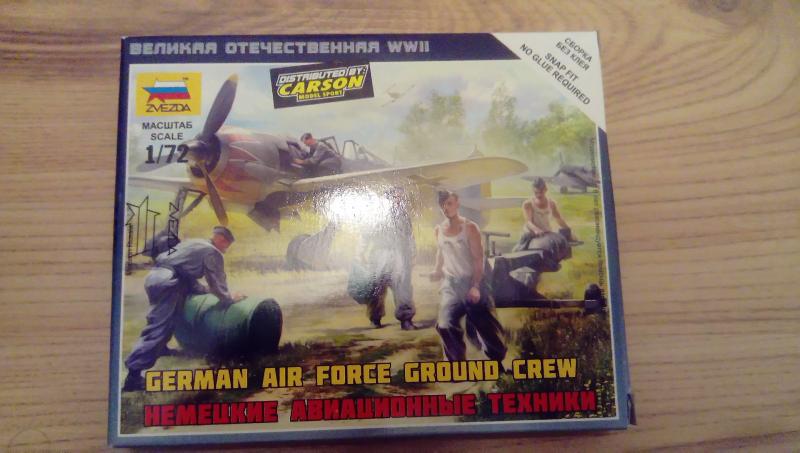 ВЕЛИКАЯ ОТЕЧЕСТВЕННАЯ WWII
СБОРКА
БЕЗ КЛЕЯ
SNAP FIT
NO GLUE REQUIRED
DISTRIBUTED BY:
CARSON
MODEL SPORT
ZVEZDA
МАСШТАБ
SCALE
1/72
ZVEZDA
GERMAN AIR FORCE GROUND CREW
НЕМЕЦКИЕ АВИАЦИОННЫЕ ТЕХНИКИ